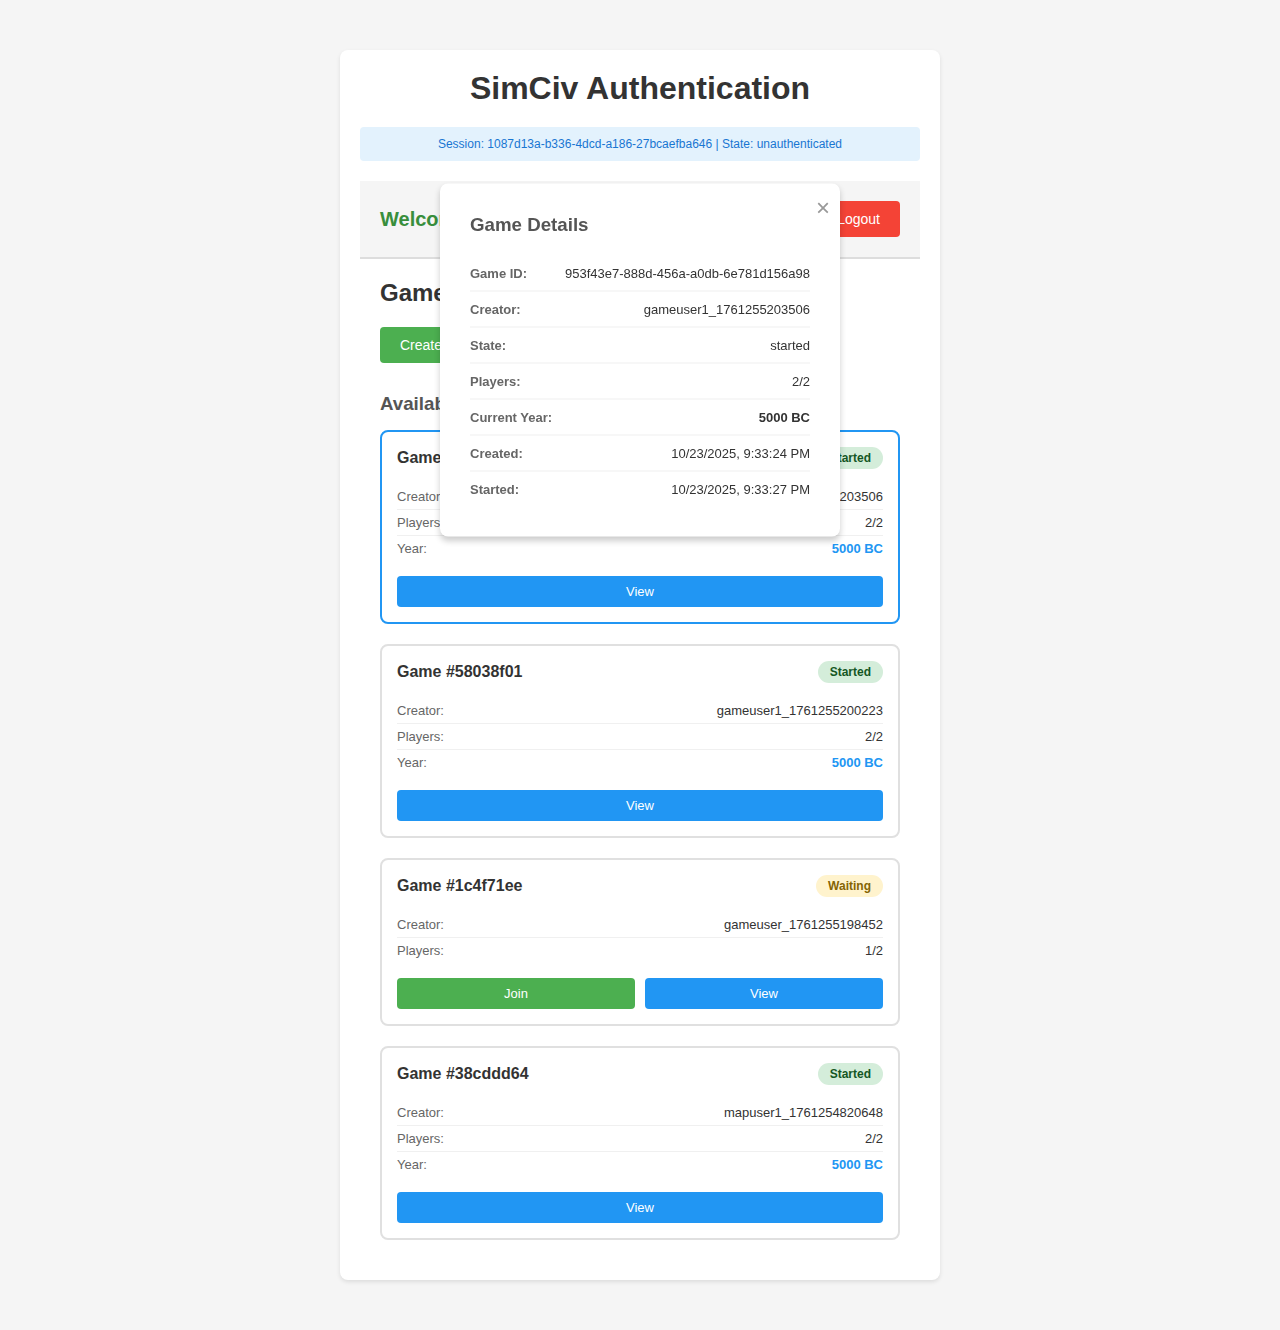 SimCiv Authentication
Session: 1087d13a-b336-4dcd-a186-27bcaefba646 | State: unauthenticated
Logout
×
Game Details
Game ID: 953f43e7-888d-456a-a0db-6e781d156a98
Creator: gameuser1_1761255203506
State: started
Players: 2/2
Current Year: 5000 BC
Created: 10/23/2025, 9:33:24 PM
Started: 10/23/2025, 9:33:27 PM
Game
Create
Game
Creator
203506
Players
2/2
Year: 5000 BC
View
Game #58038f01 Started
Creator: gameuser1_1761255200223
Players: 2/2
Year: 5000 BC
View
Game #1c4f71ee Waiting
Creator: gameuser_1761255198452
Players: 1/2
Join View
Game #38cddd64 Started
Creator: mapuser1_1761254820648
Players: 2/2
Year: 5000 BC
View